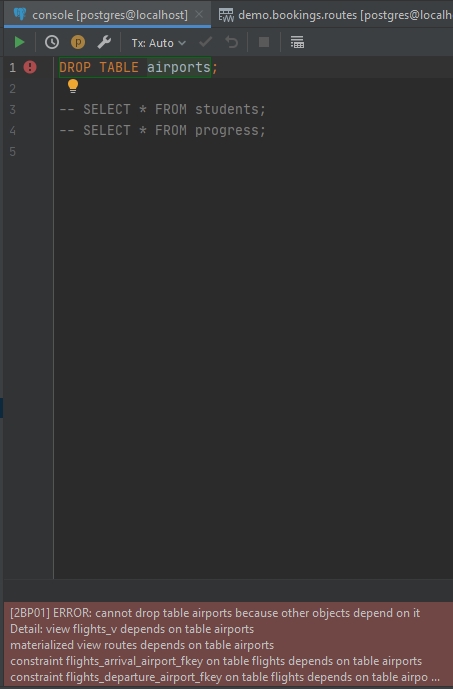 console [postgres@localhost]
demo.bookings.routes [postgres@localh
Tx: Auto
1 DROP TABLE airports;
2
3 -- SELECT * FROM students;
4 -- SELECT * FROM progress;
5
[2BP01] ERROR: cannot drop table airports because other objects depend on it
Detail: view flights_v depends on table airports
materialized view routes depends on table airports
constraint flights_arrival_airport_fkey on table flights depends on table airports
constraint flights_departure_airport_fkey on table flights depends on table airpo ...